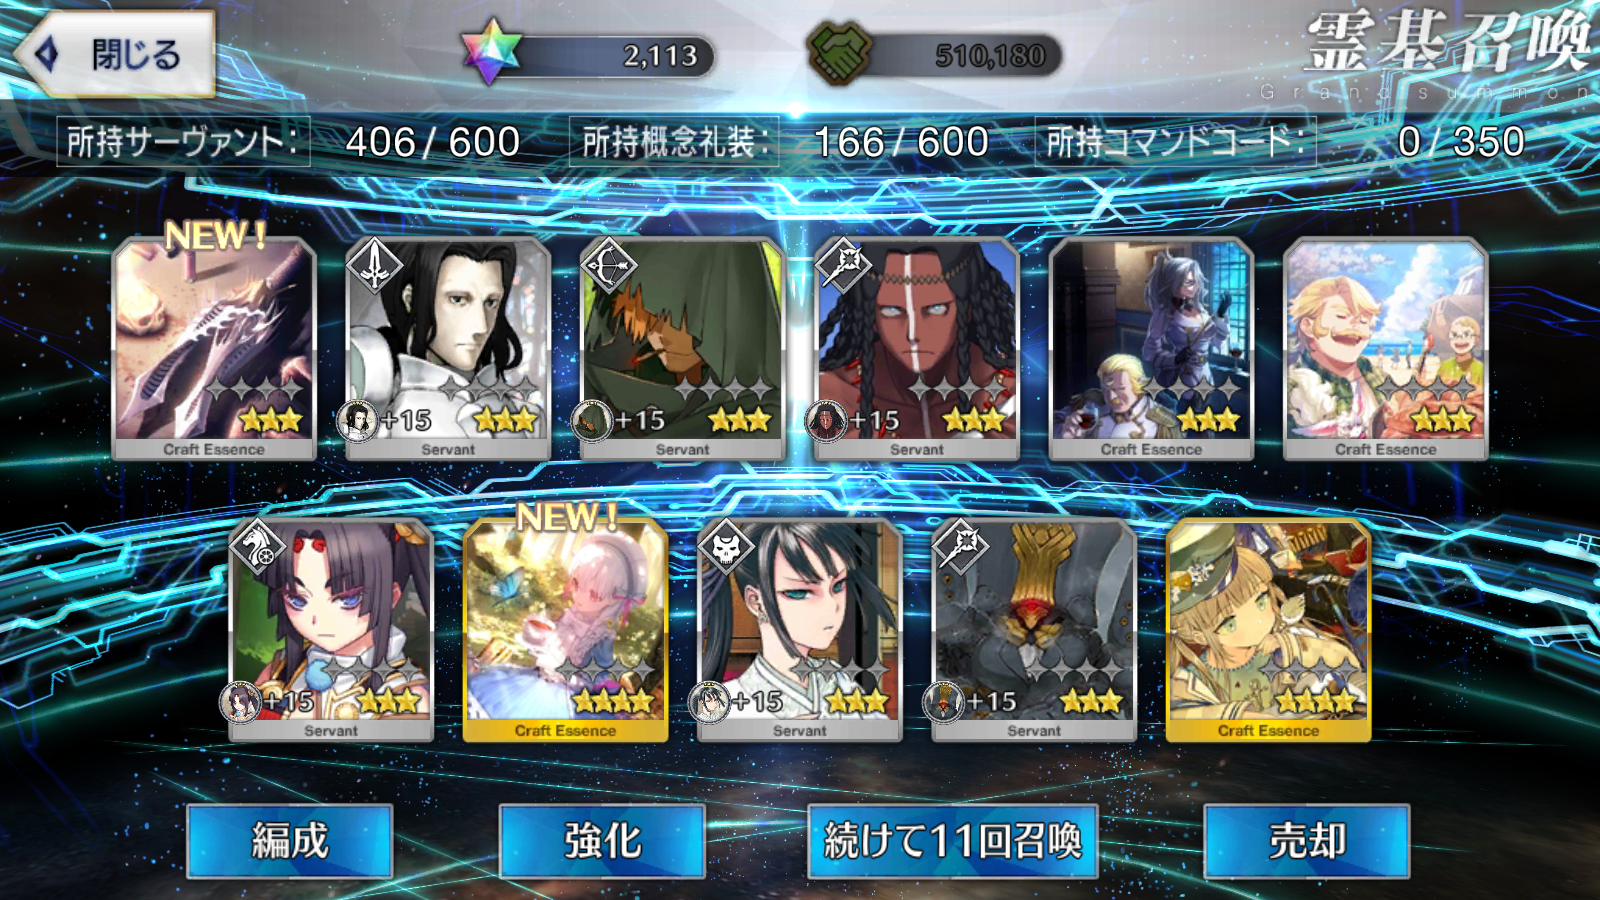 閉じる
2,113
510,180
霊基召喚
Grand summon
所持サーヴァント:
406 / 600
所持概念礼装:
166 / 600
所持コマンドコード:
0 / 350
NEW!
+15
+15
+15
Craft Essence
Servant
Servant
Servant
Craft Essence
Craft Essence
NEW!
+15
+15
+15
Servant
Craft Essence
Servant
Servant
Craft Essence
編成
強化
続けて11回召喚
売却